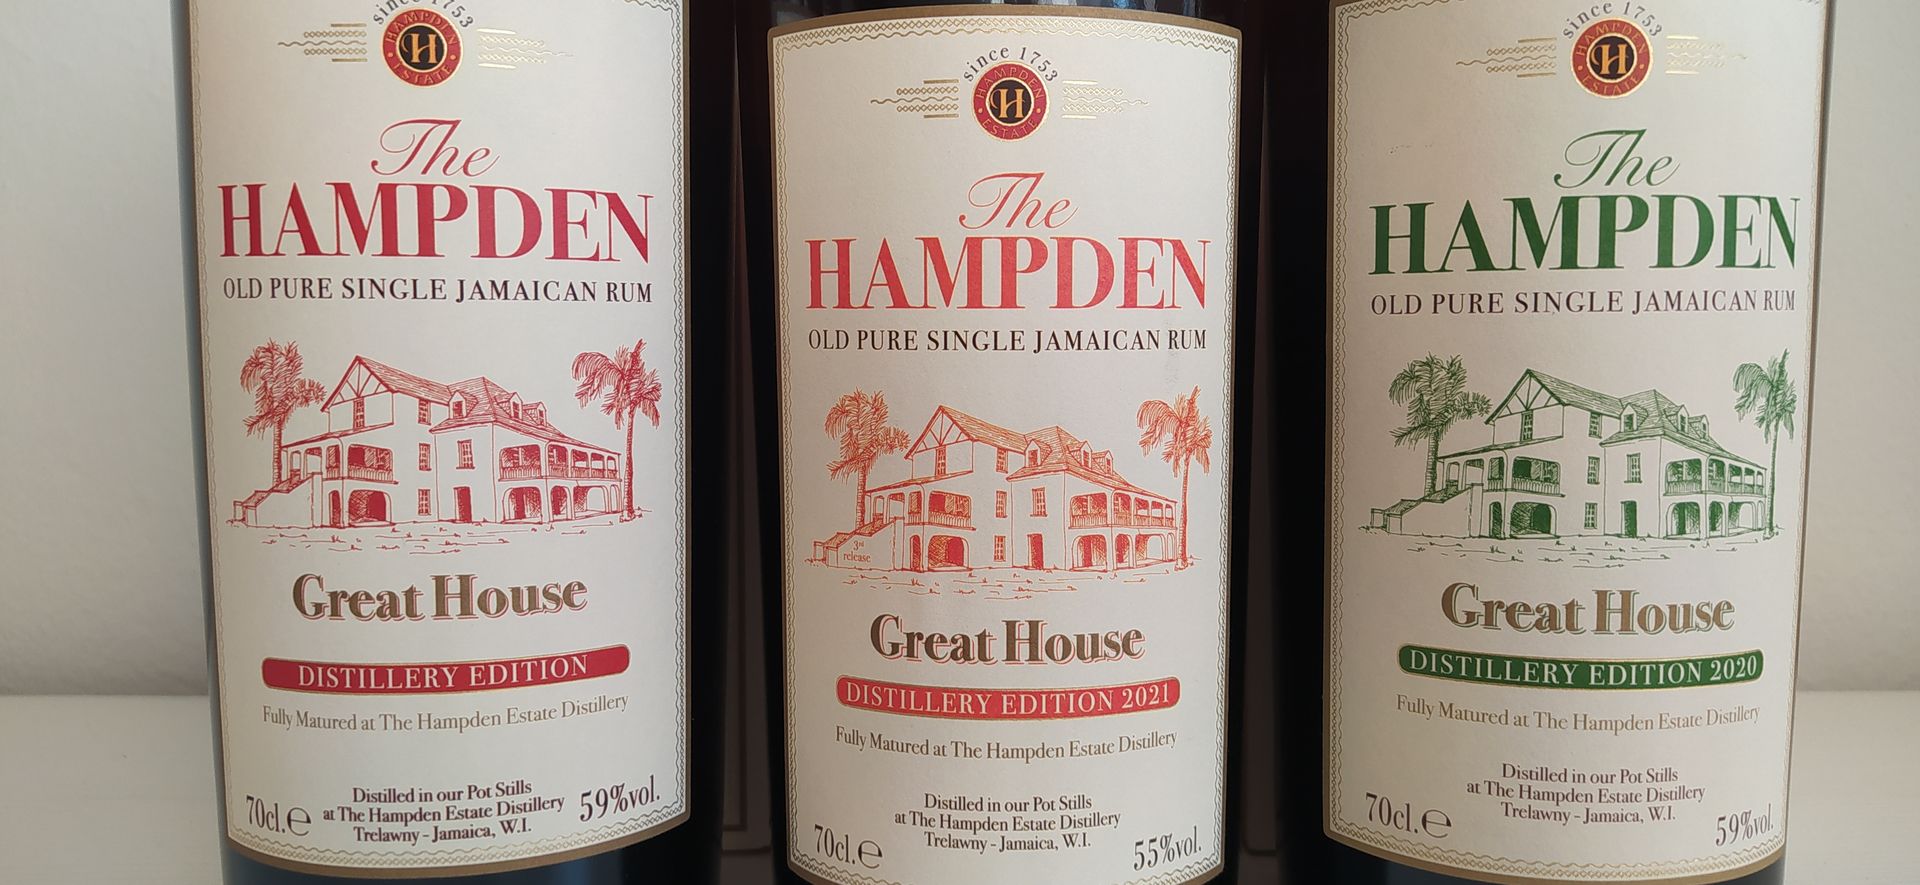 since 1753
HAMPDEN
H
ESTATE
The
HAMPDEN
OLD PURE SINGLE JAMAICAN RUM
Great House
DISTILLERY EDITION
Fully Matured at The Hampden Estate Distillery
70cl.e
Distilled in our Pot Stills
at The Hampden Estate Distillery
Trelawny - Jamaica, W.I.
59%vol.
since 1753
HAMPDEN
H
ESTATE
The
HAMPDEN
OLD PURE SINGLE JAMAICAN RUM
3rd
release
Great House
DISTILLERY EDITION 2021
Fully Matured at The Hampden Estate Distillery
70cl.e
Distilled in our Pot Stills
at The Hampden Estate Distillery
Trelawny - Jamaica, W.I.
55%vol.
since 1753
HAMPDEN
H
ESTATE
The
HAMPDEN
OLD PURE SINGLE JAMAICAN RUM
Great House
DISTILLERY EDITION 2020
Fully Matured at The Hampden Estate Distillery
70cl.e
Distilled in our Pot Stills
at The Hampden Estate Distillery
Trelawny - Jamaica, W.I.
59%vol.